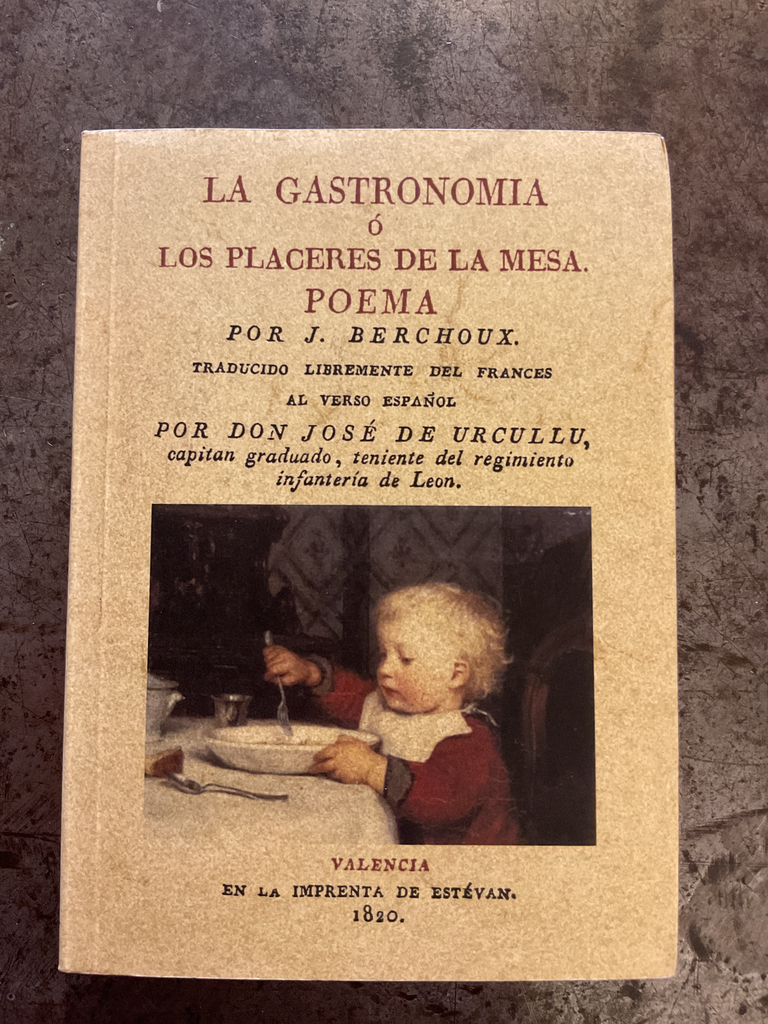 LA GASTRONOMIA
Ó
LOS PLACERES DE LA MESA.
POEMA
POR J. BERCHOUX.
TRADUCIDO LIBREMENTE DEL FRANCES
AL VERSO ESPAÑOL
POR DON JOSÉ DE URCULLU,
capitan graduado, teniente del regimiento
infantería de Leon.
VALENCIA
EN LA IMPRENTA DE ESTÉVAN.
1820.